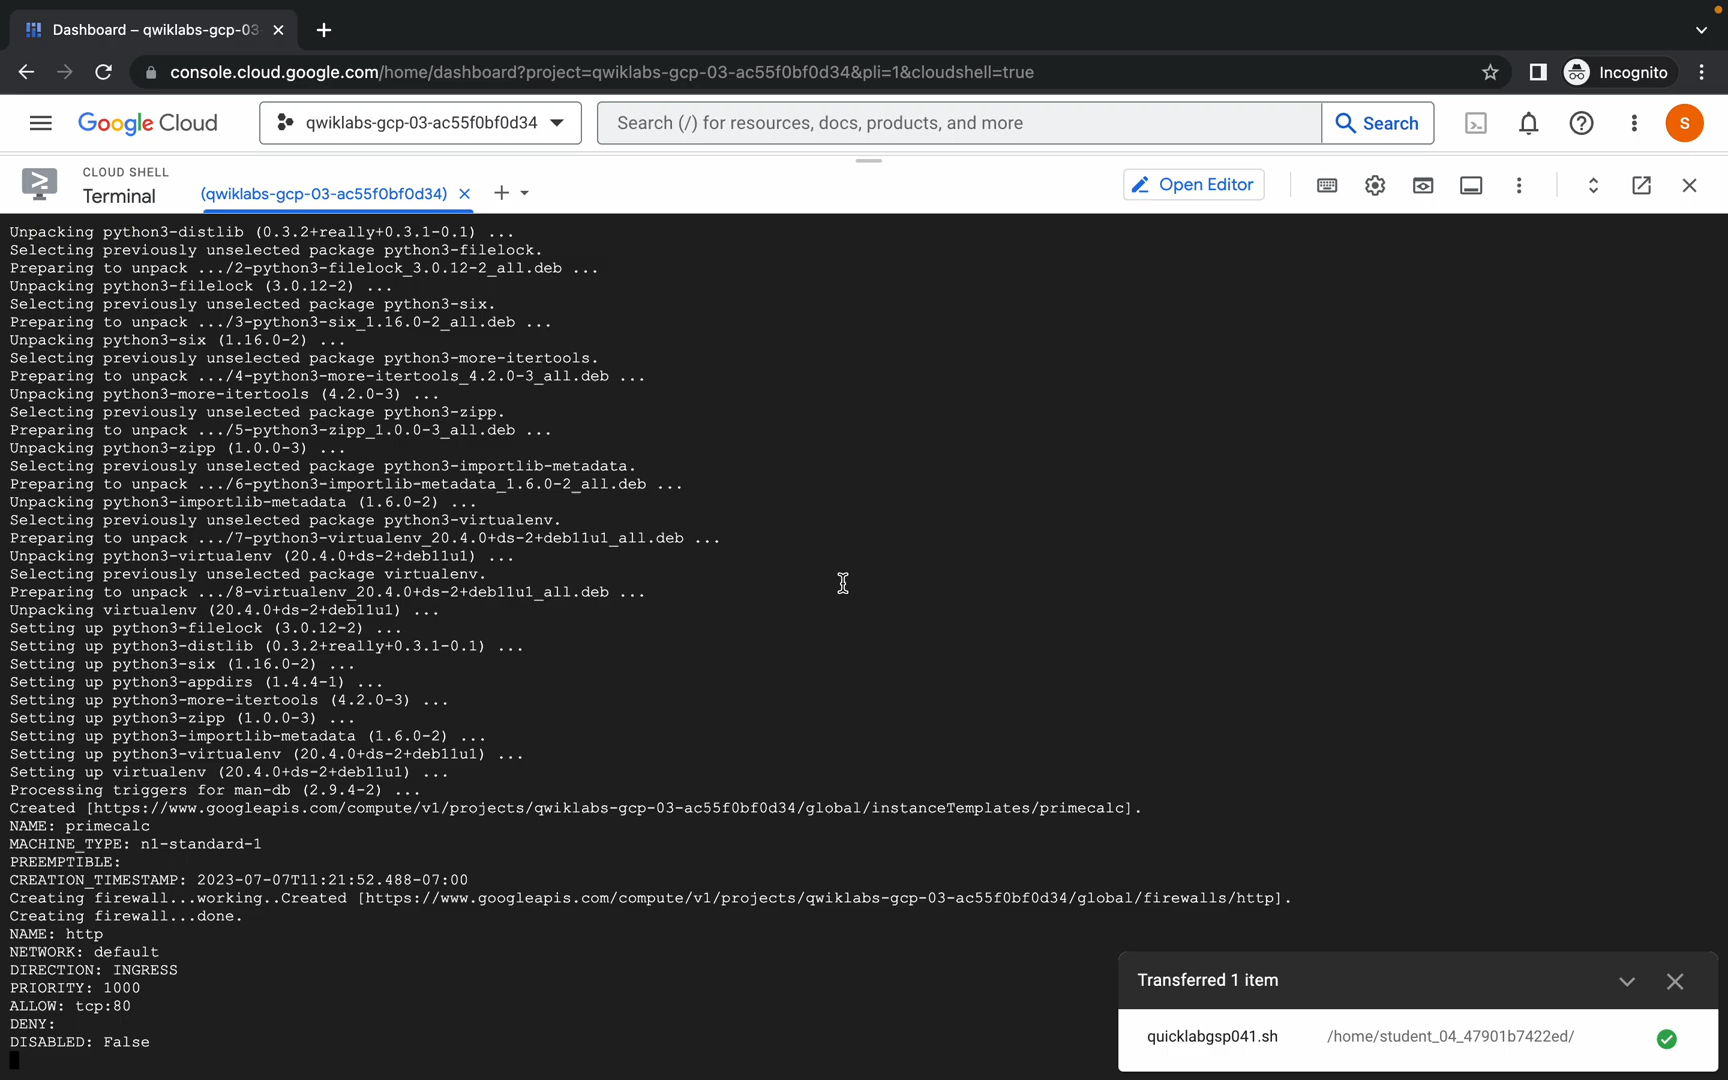 Dashboard – qwiklabs-gcp-03
console.cloud.google.com/home/dashboard?project=qwiklabs-gcp-03-ac55f0bf0d34&pli=1&cloudshell=true
Incognito
Google Cloud
qwiklabs-gcp-03-ac55f0bf0d34
Search (/) for resources, docs, products, and more
Search
S
CLOUD SHELL
Terminal
(qwiklabs-gcp-03-ac55f0bf0d34)
Open Editor
Unpacking python3-distlib (0.3.2+really+0.3.1-0.1) ...
Selecting previously unselected package python3-filelock.
Preparing to unpack .../2-python3-filelock_3.0.12-2_all.deb ...
Unpacking python3-filelock (3.0.12-2) ...
Selecting previously unselected package python3-six.
Preparing to unpack .../3-python3-six_1.16.0-2_all.deb ...
Unpacking python3-six (1.16.0-2) ...
Selecting previously unselected package python3-more-itertools.
Preparing to unpack .../4-python3-more-itertools_4.2.0-3_all.deb ...
Unpacking python3-more-itertools (4.2.0-3) ...
Selecting previously unselected package python3-zipp.
Preparing to unpack .../5-python3-zipp_1.0.0-3_all.deb ...
Unpacking python3-zipp (1.0.0-3) ...
Selecting previously unselected package python3-importlib-metadata.
Preparing to unpack .../6-python3-importlib-metadata_1.6.0-2_all.deb ...
Unpacking python3-importlib-metadata (1.6.0-2) ...
Selecting previously unselected package python3-virtualenv.
Preparing to unpack .../7-python3-virtualenv_20.4.0+ds-2+deb11u1_all.deb ...
Unpacking python3-virtualenv (20.4.0+ds-2+deb11u1) ...
Selecting previously unselected package virtualenv.
Preparing to unpack .../8-virtualenv_20.4.0+ds-2+deb11u1_all.deb ...
Unpacking virtualenv (20.4.0+ds-2+deb11u1) ...
Setting up python3-filelock (3.0.12-2) ...
Setting up python3-distlib (0.3.2+really+0.3.1-0.1) ...
Setting up python3-six (1.16.0-2) ...
Setting up python3-appdirs (1.4.4-1) ...
Setting up python3-more-itertools (4.2.0-3) ...
Setting up python3-zipp (1.0.0-3) ...
Setting up python3-importlib-metadata (1.6.0-2) ...
Setting up python3-virtualenv (20.4.0+ds-2+deb11u1) ...
Setting up virtualenv (20.4.0+ds-2+deb11u1) ...
Processing triggers for man-db (2.9.4-2) ...
Created [https://www.googleapis.com/compute/v1/projects/qwiklabs-gcp-03-ac55f0bf0d34/global/instanceTemplates/primecalc].
NAME: primecalc
MACHINE_TYPE: n1-standard-1
PREEMPTIBLE:
CREATION_TIMESTAMP: 2023-07-07T11:21:52.488-07:00
Creating firewall...working..Created [https://www.googleapis.com/compute/v1/projects/qwiklabs-gcp-03-ac55f0bf0d34/global/firewalls/http].
Creating firewall...done.
NAME: http
NETWORK: default
DIRECTION: INGRESS
PRIORITY: 1000
ALLOW: tcp:80
DENY:
DISABLED: False
Transferred 1 item
quicklabgsp041.sh /home/student_04_47901b7422ed/